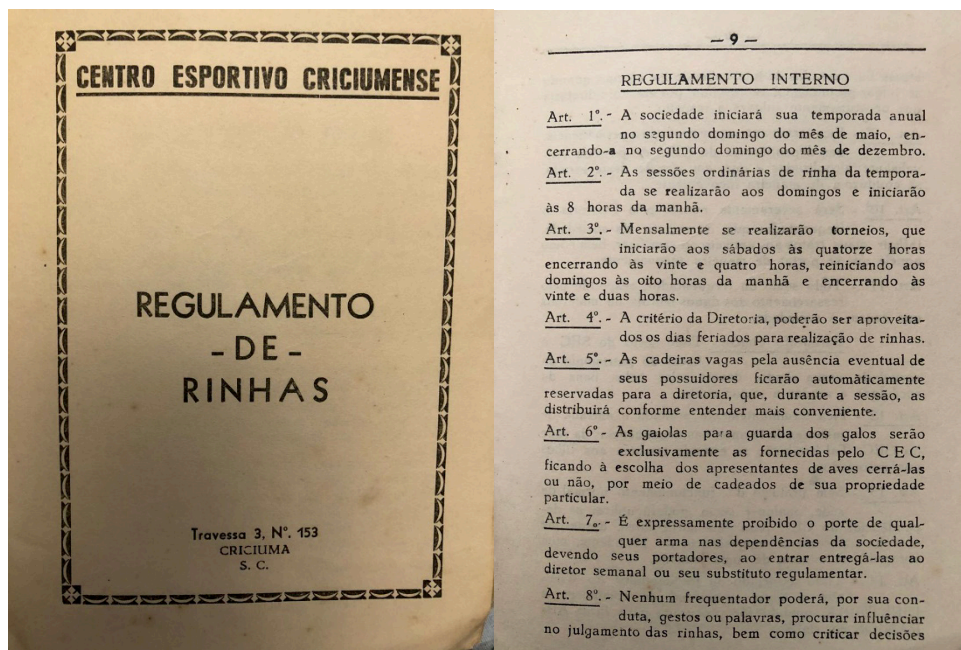 CENTRO ESPORTIVO CRICIUMENSE
REGULAMENTO
- DE -
RINHAS
Travessa 3, Nº. 153
CRICIUMA
S. C.
— 9 —
REGULAMENTO INTERNO
Art. 1º. - A sociedade iniciará sua temporada anual
no segundo domingo do mês de maio, en-
cerrando-a no segundo domingo do mês de dezembro.
Art. 2º. - As sessões ordinárias de rinha da tempora-
da se realizarão aos domingos e iniciarão
às 8 horas da manhã.
Art. 3º. - Mensalmente se realizarão torneios, que
iniciarão aos sábados às quatorze horas
encerrando às vinte e quatro horas, reiniciando aos
domingos às oito horas da manhã e encerrando às
vinte e duas horas.
Art. 4º. - A critério da Diretoria, poderão ser aproveita-
dos os dias feriados para realização de rinhas.
Art. 5º. - As cadeiras vagas pela ausência eventual de
seus possuidores ficarão automàticamente
reservadas para a diretoria, que, durante a sessão, as
distribuirá conforme entender mais conveniente.
Art. 6º - As gaiolas para guarda dos galos serão
exclusivamente as fornecidas pelo C E C,
ficando à escolha dos apresentantes de aves cerrá-las
ou não, por meio de cadeados de sua propriedade
particular.
Art. 7º. - É expressamente proibido o porte de qual-
quer arma nas dependências da sociedade,
devendo seus portadores, ao entrar entregá-las ao
diretor semanal ou seu substituto regulamentar.
Art. 8º. - Nenhum frequentador poderá, por sua con-
duta, gestos ou palavras, procurar influênciar
no julgamento das rinhas, bem como criticar decisões